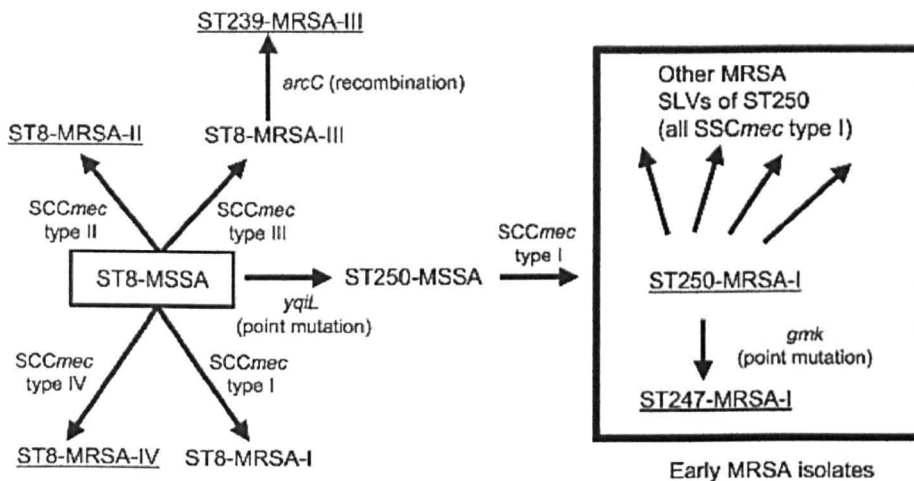 ST239-MRSA-III
arcC (recombination)
ST8-MRSA-II
ST8-MRSA-III
SCCmec
type II
SCCmec
type III
ST8-MSSA
yqiL
(point mutation)
ST250-MSSA
SCCmec
type I
SCCmec
type IV
SCCmec
type I
ST8-MRSA-IV
ST8-MRSA-I
Other MRSA
SLVs of ST250
(all SSCmec type I)
ST250-MRSA-I
gmk
(point mutation)
ST247-MRSA-I
Early MRSA isolates